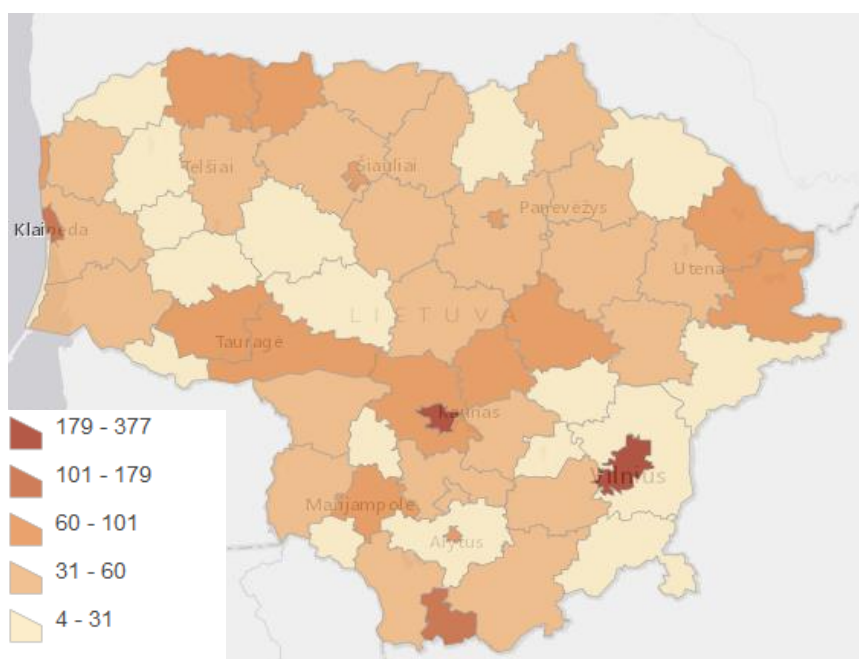 Telšiai
Šiauliai
Panevėžys
Klaipėda
Utena
LIETUVA
Tauragė
Kaunas
Vilnius
Marijampolė
Alytus
179 - 377
101 - 179
60 - 101
31 - 60
4 - 31